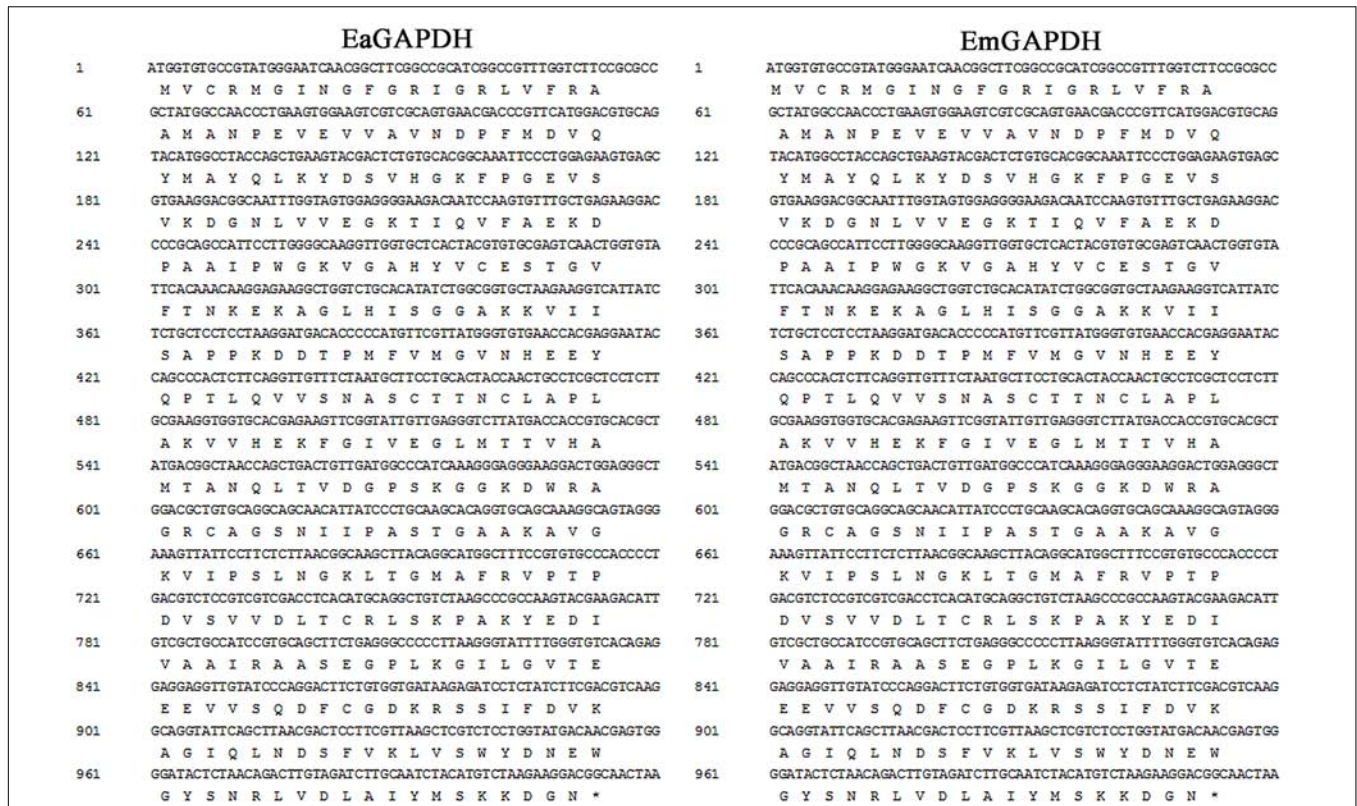 EaGAPDH
1 ATGGTGTGCCGTATGGGAATCAACGGCTTCGGCCGCATCGGCCGTTTGGTCTTCCGCGCC
M V C R M G I N G F G R I G R L V F R A
61 GCTATGGCCAACCCTGAAGTGGAAGTCGTCGCAGTGAACGACCCGTTCATGGACGTGCAG
A M A N P E V E V V A V N D P F M D V Q
121 TACATGGCCTACCAGCTGAAGTACGACTCTGTGCACGGCAAATTCCCTGGAGAAGTGAGC
Y M A Y Q L K Y D S V H G K F P G E V S
181 GTGAAGGACGGCAATTTGGTAGTGGAGGGGAAGACAATCCAAGTGTTTGCTGAGAAGGAC
V K D G N L V V E G K T I Q V F A E K D
241 CCCGCAGCCATTCCTTGGGGCAAGGTTGGTGCTCACTACGTGTGCGAGTCAACTGGTGTA
P A A I P W G K V G A H Y V C E S T G V
301 TTCACAAACAAGGAGAAGGCTGGTCTGCACATATCTGGCGGTGCTAAGAAGGTCATTATC
F T N K E K A G L H I S G G A K K V I I
361 TCTGCTCCTCCTAAGGATGACACCCCCATGTTCGTTATGGGTGTGAACCACGAGGAATAC
S A P P K D D T P M F V M G V N H E E Y
421 CAGCCCACTCTTCAGGTTGTTTCTAATGCTTCCTGCACTACCAACTGCCTCGCTCCTCTT
Q P T L Q V V S N A S C T T N C L A P L
481 GCGAAGGTGGTGCACGAGAAGTTCGGTATTGTTGAGGGTCTTATGACCACCGTGCACGCT
A K V V H E K F G I V E G L M T T V H A
541 ATGACGGCTAACCAGCTGACTGTTGATGGCCCATCAAAGGGAGGGAAGGACTGGAGGGCT
M T A N Q L T V D G P S K G G K D W R A
601 GGACGCTGTGCAGGCAGCAACATTATCCCTGCAAGCACAGGTGCAGCAAAGGCAGTAGGG
G R C A G S N I I P A S T G A A K A V G
661 AAAGTTATTCCTTCTCTTAACGGCAAGCTTACAGGCATGGCTTTCCGTGTGCCCACCCCT
K V I P S L N G K L T G M A F R V P T P
721 GACGTCTCCGTCGTCGACCTCACATGCAGGCTGTCTAAGCCCGCCAAGTACGAAGACATT
D V S V V D L T C R L S K P A K Y E D I
781 GTCGCTGCCATCCGTGCAGCTTCTGAGGGCCCCCTTAAGGGTATTTTGGGTGTCACAGAG
V A A I R A A S E G P L K G I L G V T E
841 GAGGAGGTTGTATCCCAGGACTTCTGTGGTGATAAGAGATCCTCTATCTTCGACGTCAAG
E E V V S Q D F C G D K R S S I F D V K
901 GCAGGTATTCAGCTTAACGACTCCTTCGTTAAGCTCGTCTCCTGGTATGACAACGAGTGG
A G I Q L N D S F V K L V S W Y D N E W
961 GGATACTCTAACAGACTTGTAGATCTTGCAATCTACATGTCTAAGAAGGACGGCAACTAA
G Y S N R L V D L A I Y M S K K D G N *
EmGAPDH
1 ATGGTGTGCCGTATGGGAATCAACGGCTTCGGCCGCATCGGCCGTTTGGTCTTCCGCGCC
M V C R M G I N G F G R I G R L V F R A
61 GCTATGGCCAACCCTGAAGTGGAAGTCGTCGCAGTGAACGACCCGTTCATGGACGTGCAG
A M A N P E V E V V A V N D P F M D V Q
121 TACATGGCCTACCAGCTGAAGTACGACTCTGTGCACGGCAAATTCCCTGGAGAAGTGAGC
Y M A Y Q L K Y D S V H G K F P G E V S
181 GTGAAGGACGGCAATTTGGTAGTGGAGGGGAAGACAATCCAAGTGTTTGCTGAGAAGGAC
V K D G N L V V E G K T I Q V F A E K D
241 CCCGCAGCCATTCCTTGGGGCAAGGTTGGTGCTCACTACGTGTGCGAGTCAACTGGTGTA
P A A I P W G K V G A H Y V C E S T G V
301 TTCACAAACAAGGAGAAGGCTGGTCTGCACATATCTGGCGGTGCTAAGAAGGTCATTATC
F T N K E K A G L H I S G G A K K V I I
361 TCTGCTCCTCCTAAGGATGACACCCCCATGTTCGTTATGGGTGTGAACCACGAGGAATAC
S A P P K D D T P M F V M G V N H E E Y
421 CAGCCCACTCTTCAGGTTGTTTCTAATGCTTCCTGCACTACCAACTGCCTCGCTCCTCTT
Q P T L Q V V S N A S C T T N C L A P L
481 GCGAAGGTGGTGCACGAGAAGTTCGGTATTGTTGAGGGTCTTATGACCACCGTGCACGCT
A K V V H E K F G I V E G L M T T V H A
541 ATGACGGCTAACCAGCTGACTGTTGATGGCCCATCAAAGGGAGGGAAGGACTGGAGGGCT
M T A N Q L T V D G P S K G G K D W R A
601 GGACGCTGTGCAGGCAGCAACATTATCCCTGCAAGCACAGGTGCAGCAAAGGCAGTAGGG
G R C A G S N I I P A S T G A A K A V G
661 AAAGTTATTCCTTCTCTTAACGGCAAGCTTACAGGCATGGCTTTCCGTGTGCCCACCCCT
K V I P S L N G K L T G M A F R V P T P
721 GACGTCTCCGTCGTCGACCTCACATGCAGGCTGTCTAAGCCCGCCAAGTACGAAGACATT
D V S V V D L T C R L S K P A K Y E D I
781 GTCGCTGCCATCCGTGCAGCTTCTGAGGGCCCCCTTAAGGGTATTTTGGGTGTCACAGAG
V A A I R A A S E G P L K G I L G V T E
841 GAGGAGGTTGTATCCCAGGACTTCTGTGGTGATAAGAGATCCTCTATCTTCGACGTCAAG
E E V V S Q D F C G D K R S S I F D V K
901 GCAGGTATTCAGCTTAACGACTCCTTCGTTAAGCTCGTCTCCTGGTATGACAACGAGTGG
A G I Q L N D S F V K L V S W Y D N E W
961 GGATACTCTAACAGACTTGTAGATCTTGCAATCTACATGTCTAAGAAGGACGGCAACTAA
G Y S N R L V D L A I Y M S K K D G N *